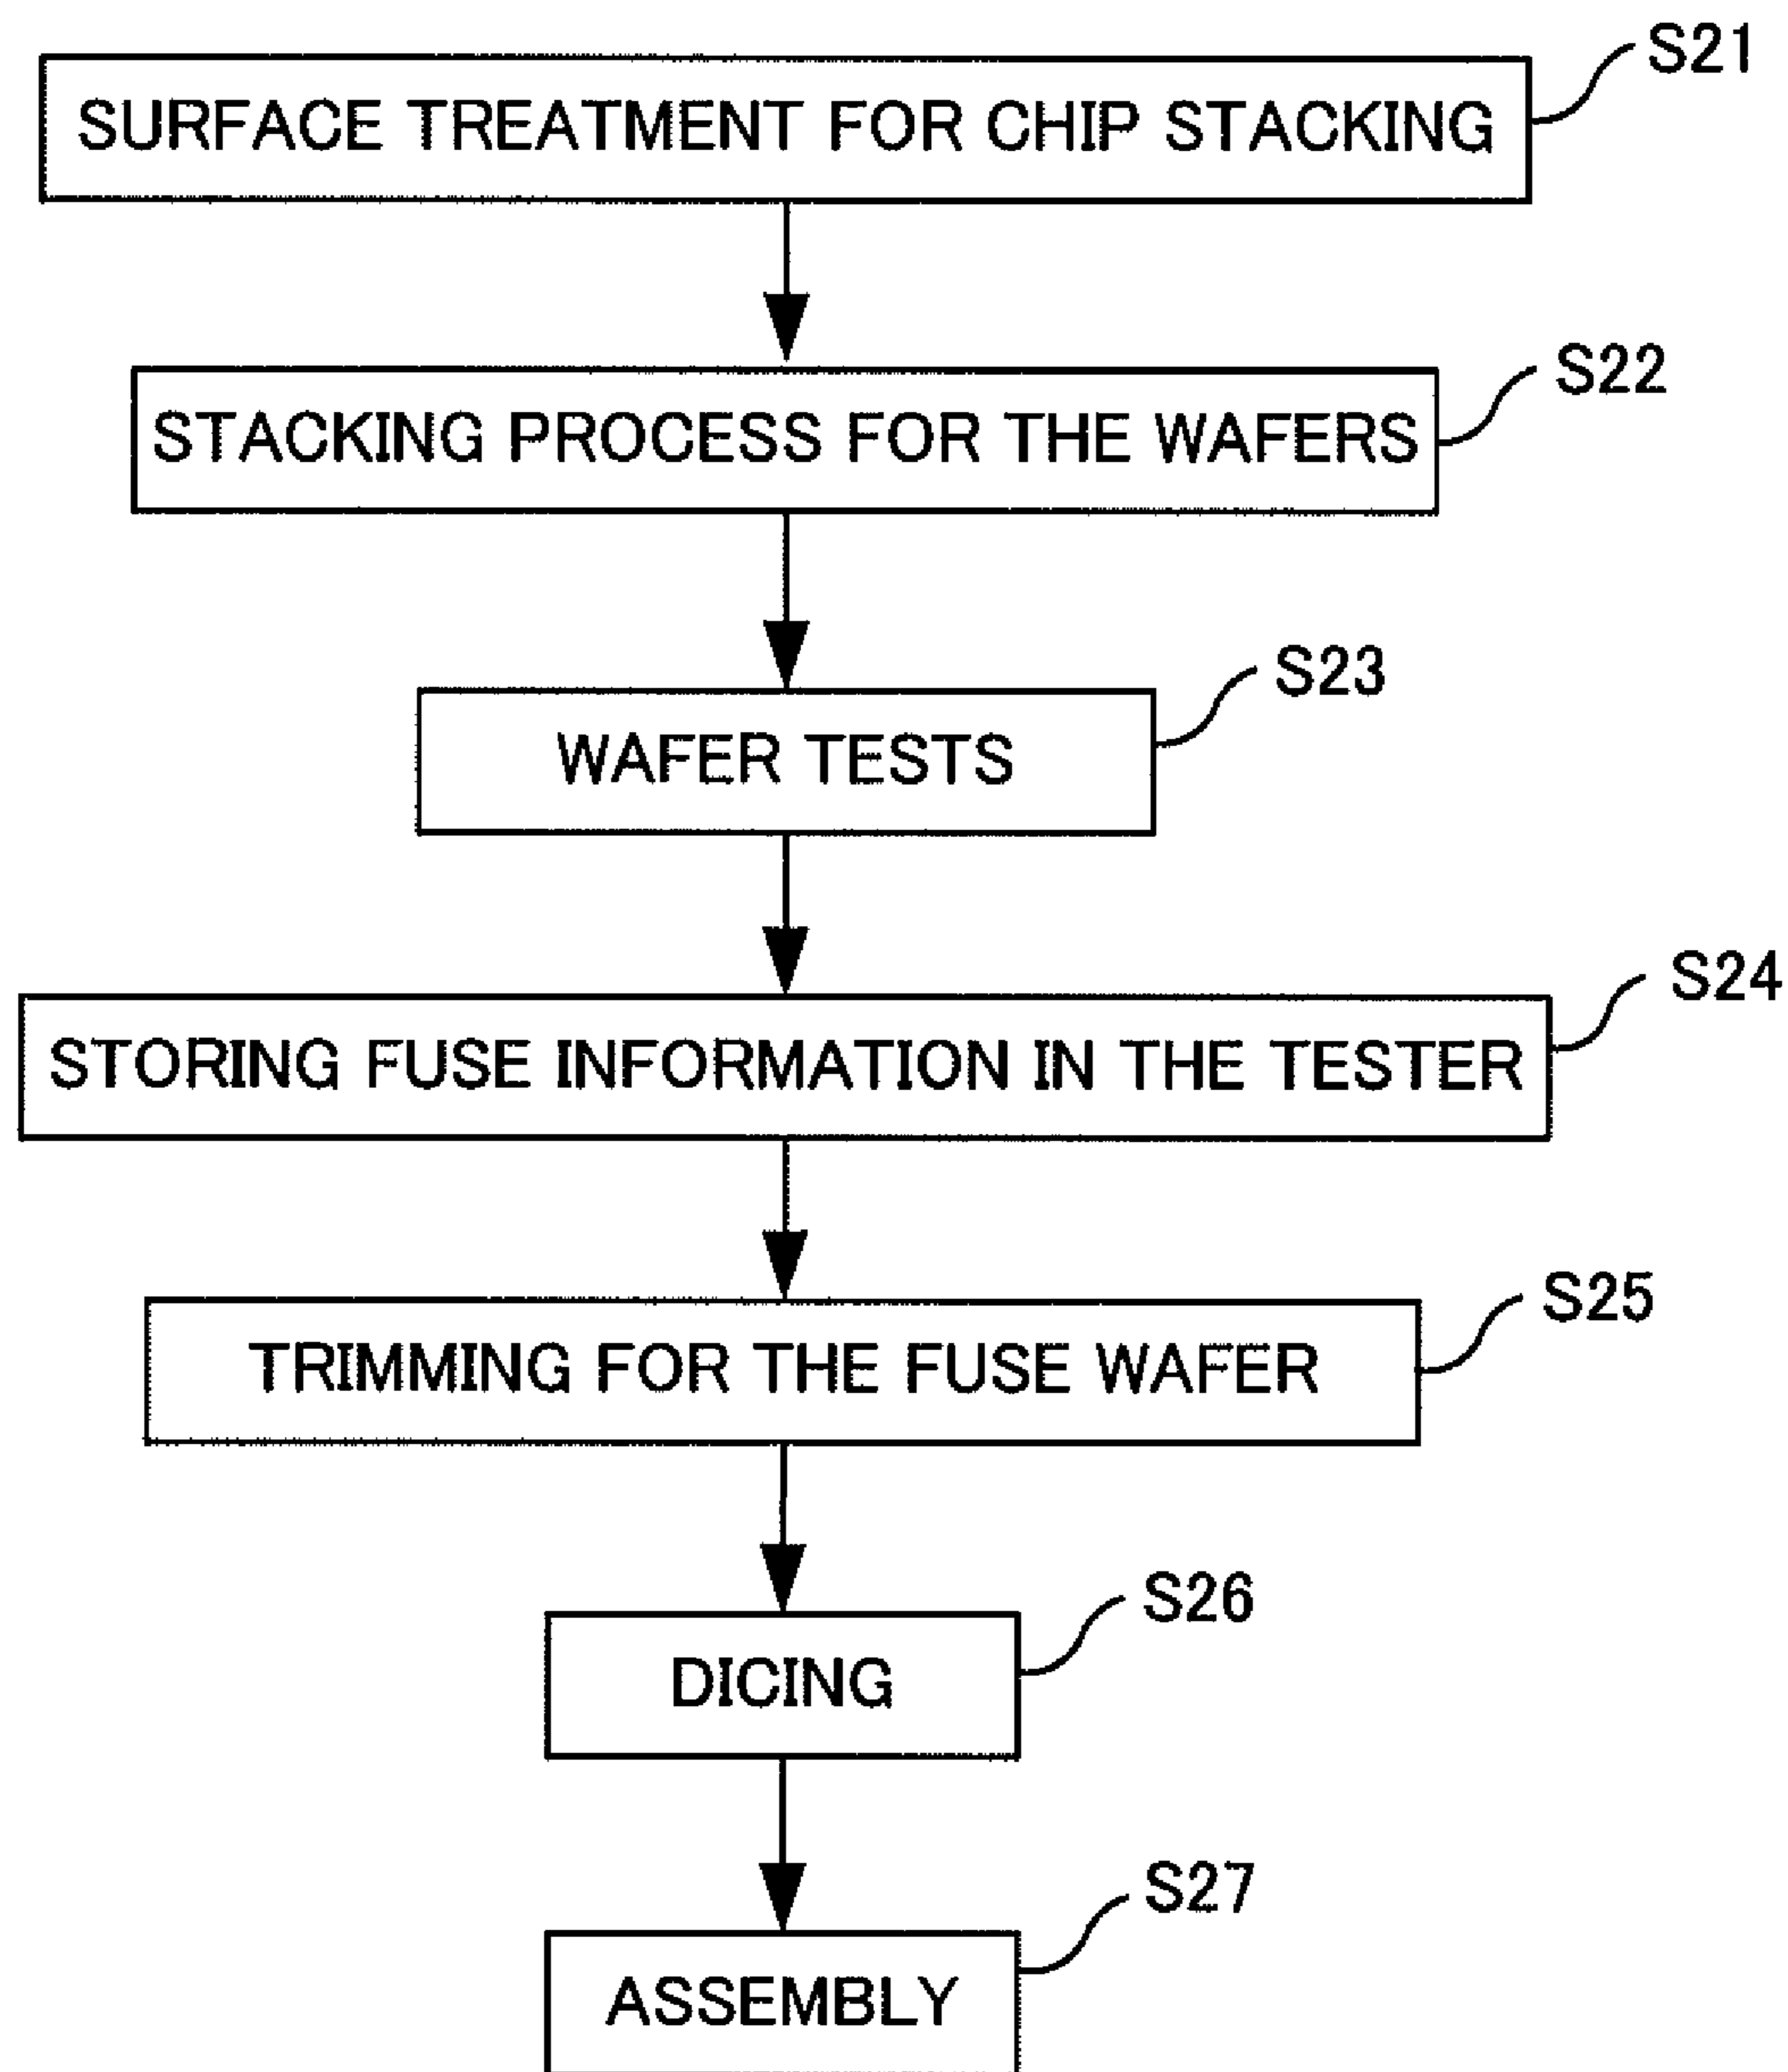 S21
SURFACE TREATMENT FOR CHIP STACKING
S22
STACKING PROCESS FOR THE WAFERS
S23
WAFER TESTS
S24
STORING FUSE INFORMATION IN THE TESTER
S25
TRIMMING FOR THE FUSE WAFER
S26
DICING
S27
ASSEMBLY